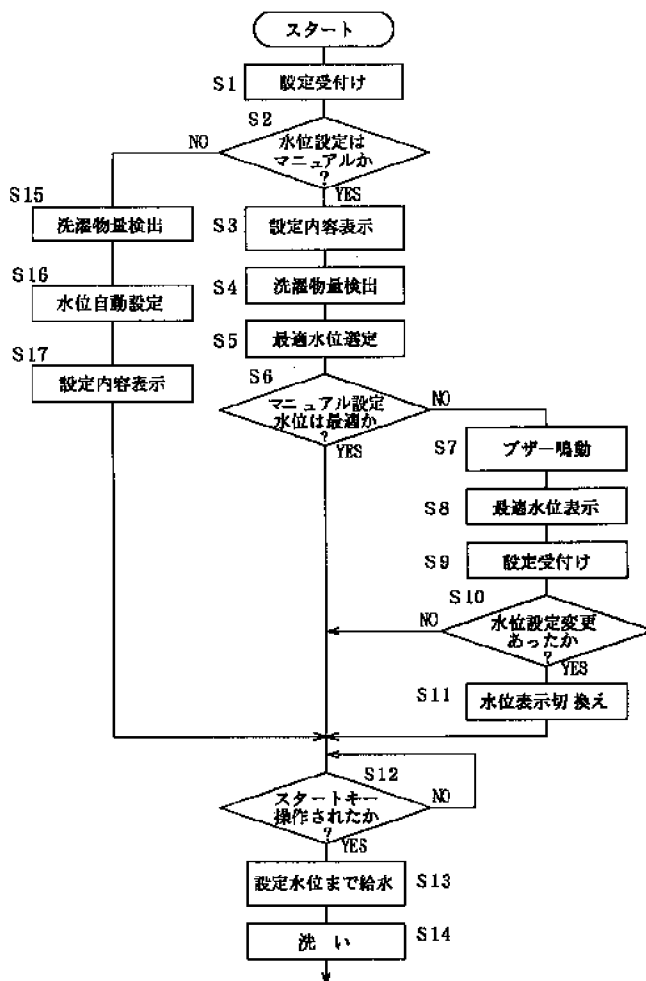 スタート
S1
設定受付け
S2
水位設定は
マニュアルか
?
NO
YES
S15
洗濯物量検出
S16
水位自動設定
S17
設定内容表示
S3
設定内容表示
S4
洗濯物量検出
S5
最適水位選定
S6
マニュアル設定
水位は最適か
?
NO
YES
S7
ブザー鳴動
S8
最適水位表示
S9
設定受付け
S10
水位設定変更
あったか
?
NO
YES
S11
水位表示切換え
S12
スタートキー
操作されたか
?
NO
YES
設定水位まで給水
S13
洗い
S14